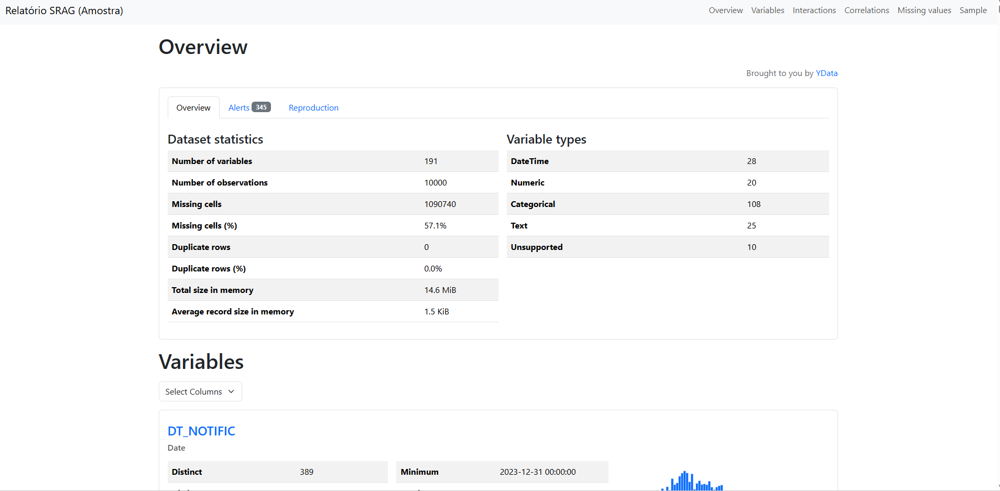 Relatório SRAG (Amostra)
Overview Variables Interactions Correlations Missing values Sample
Overview
Brought to you by YData
Overview Alerts 345 Reproduction
Dataset statistics
Number of variables 191
Number of observations 10000
Missing cells 1090740
Missing cells (%) 57.1%
Duplicate rows 0
Duplicate rows (%) 0.0%
Total size in memory 14.6 MiB
Average record size in memory 1.5 KiB
Variable types
DateTime 28
Numeric 20
Categorical 108
Text 25
Unsupported 10
Variables
Select Columns
DT_NOTIFIC
Date
Distinct 389
Minimum 2023-12-31 00:00:00